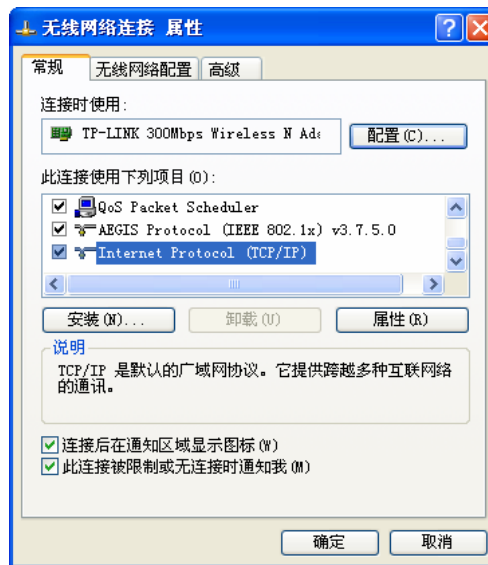 无线网络连接 属性
常规
无线网络配置
高级
连接时使用:
TP-LINK 300Mbps Wireless N Ada
配置(C)...
此连接使用下列项目(O):
QoS Packet Scheduler
AEGIS Protocol (IEEE 802.1x) v3.7.5.0
Internet Protocol (TCP/IP)
安装(N)...
卸载(U)
属性(R)
说明
TCP/IP 是默认的广域网协议。它提供跨越多种互联网络
的通讯。
连接后在通知区域显示图标(W)
此连接被限制或无连接时通知我(M)
确定
取消